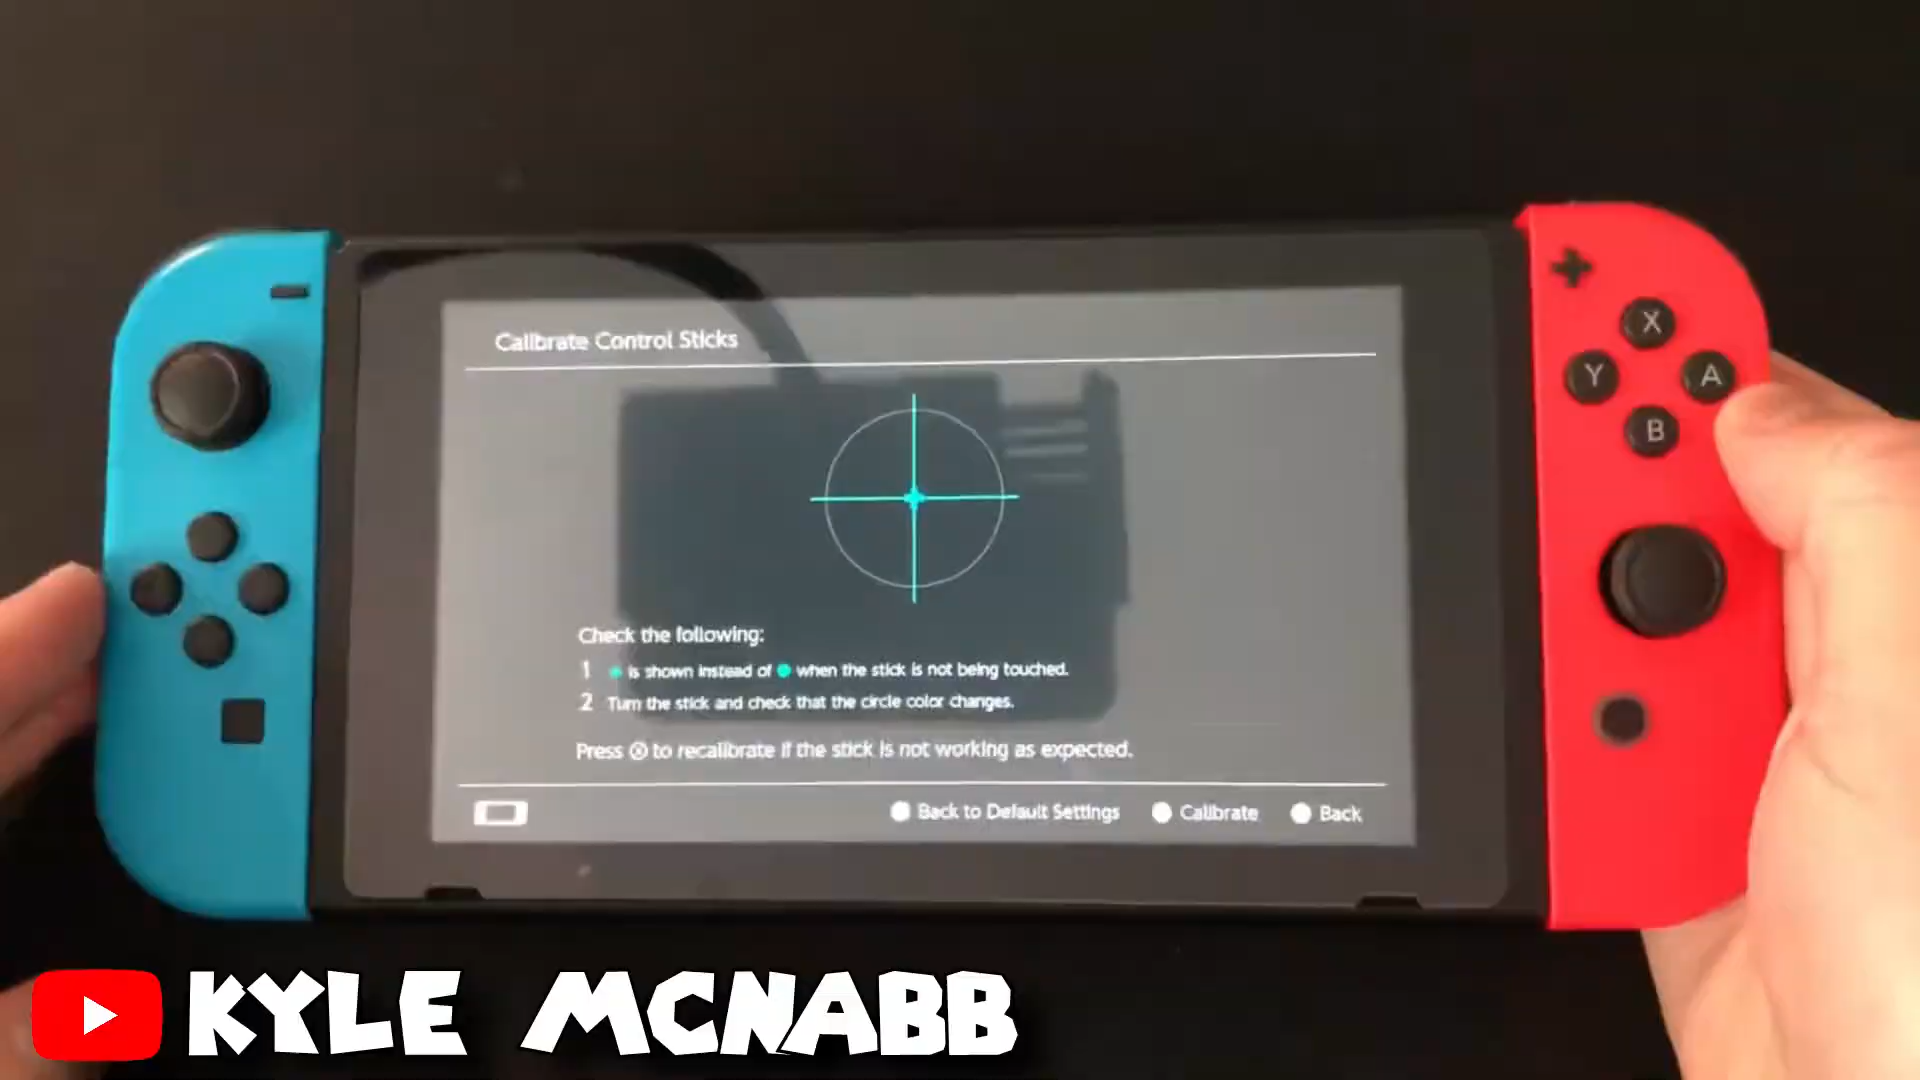 Calibrate Control Sticks
X
Y
A
B
Check the following:
1 is shown instead of when the stick is not being touched.
2 Turn the stick and check that the circle color changes.
Press Ⓧ to recalibrate if the stick is not working as expected.
Back to Default Settings
Calibrate
Back
KYLE MCNABB